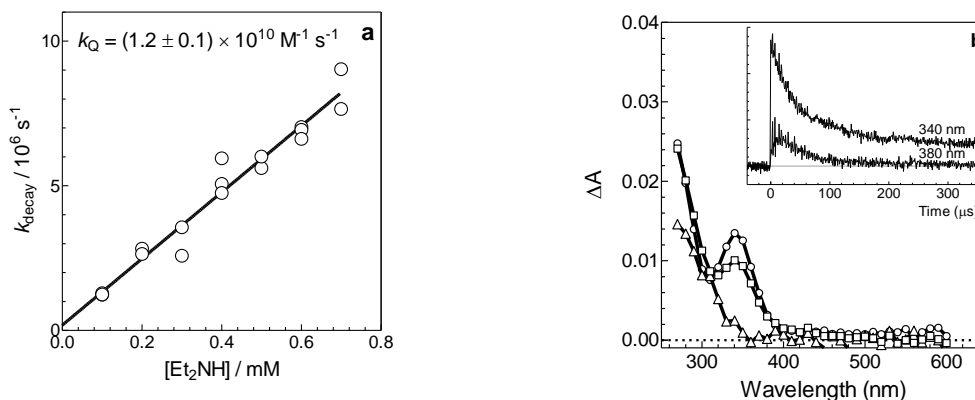 k_Q = (1.2 ± 0.1) × 10^10 M^-1 s^-1 a
10
5
0
k_decay / 10^6 s^-1
0.0 0.2 0.4 0.6 0.8
[Et_2NH] / mM
b
0.04
0.03
0.02
0.01
0.00
ΔA
340 nm
380 nm
0 100 200 300
Time (μs)
300 400 500 600
Wavelength (nm)